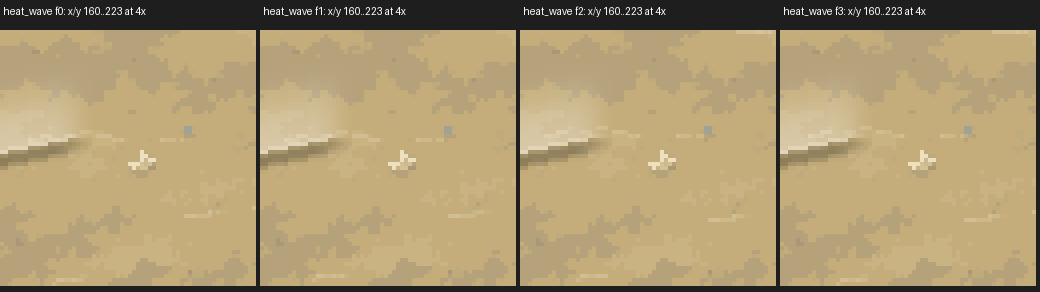 heat_wave f0: x/y 160..223 at 4x
heat_wave f1: x/y 160..223 at 4x
heat_wave f2: x/y 160..223 at 4x
heat_wave f3: x/y 160..223 at 4x